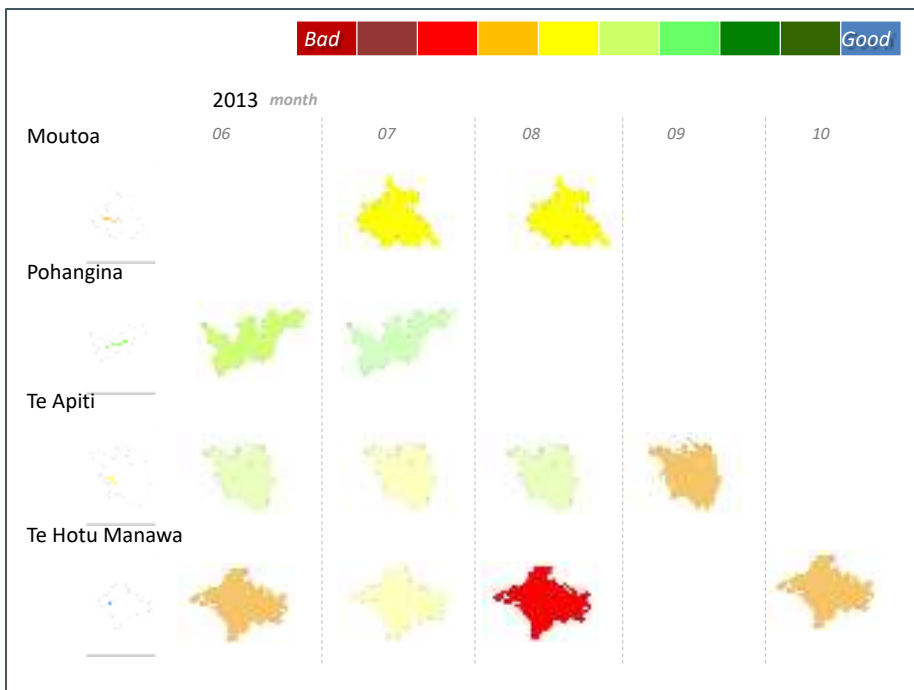 Bad Good
2013 month
Moutoa 06 07 08 09 10
Pohangina
Te Apiti
Te Hotu Manawa